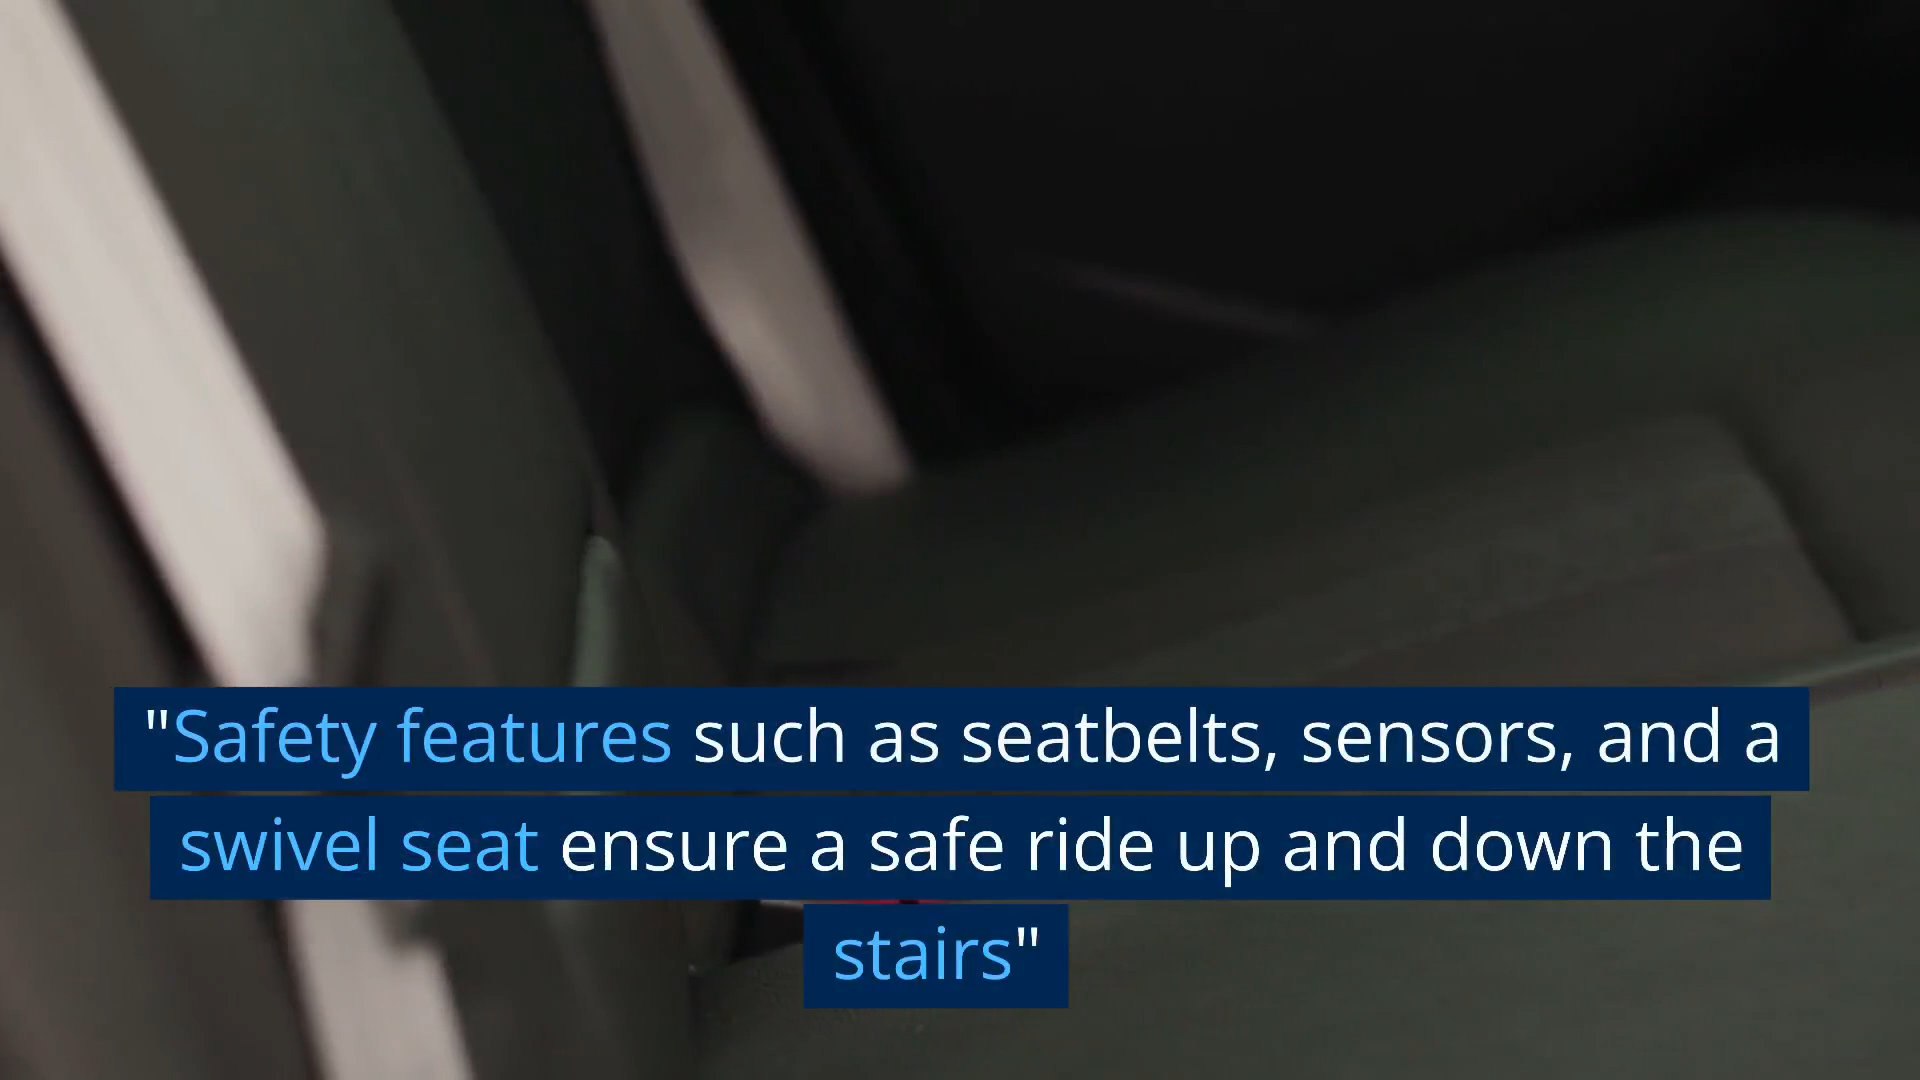 "Safety features such as seatbelts, sensors, and a
swivel seat ensure a safe ride up and down the
stairs"